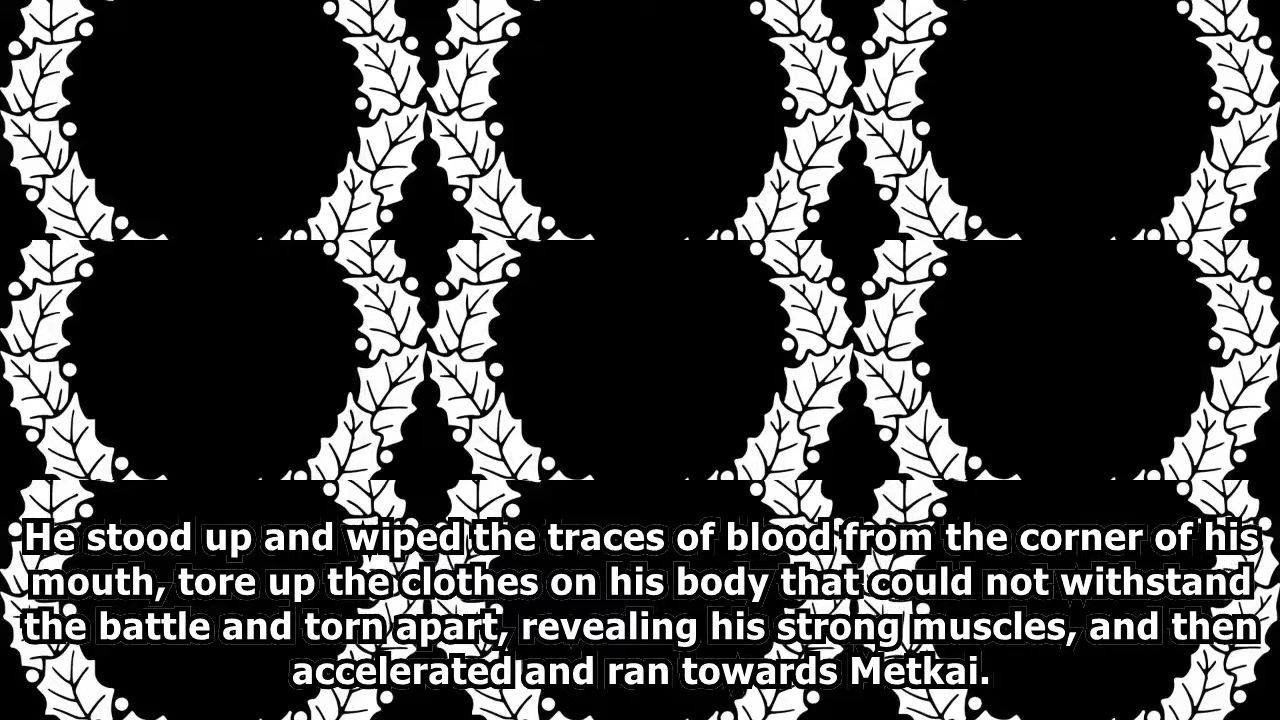 He stood up and wiped the traces of blood from the corner of his
mouth, tore up the clothes on his body that could not withstand
the battle and torn apart, revealing his strong muscles, and then
accelerated and ran towards Metkai.